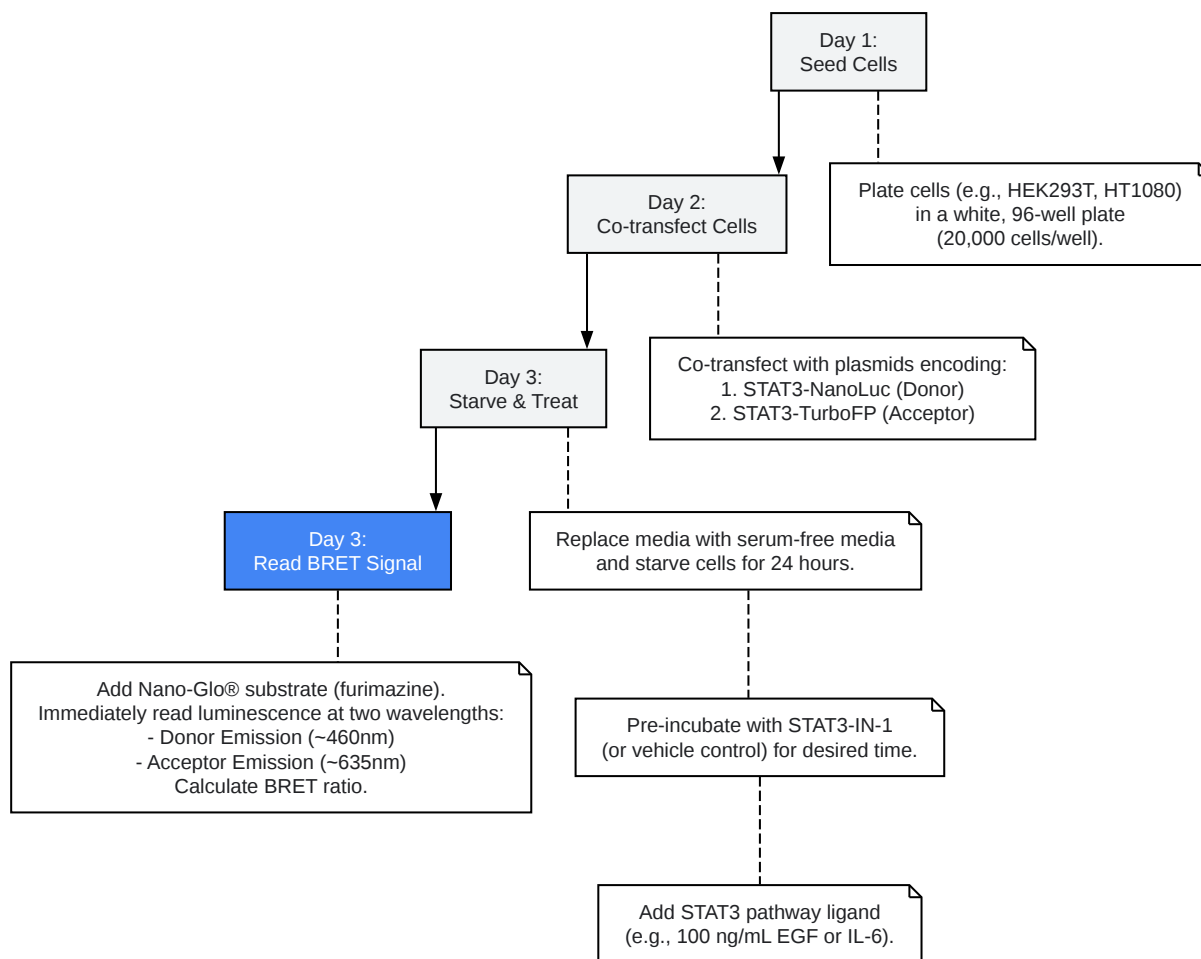 Day 1:
Seed Cells
Plate cells (e.g., HEK293T, HT1080)
in a white, 96-well plate
(20,000 cells/well).
Day 2:
Co-transfect Cells
Co-transfect with plasmids encoding:
1. STAT3-NanoLuc (Donor)
2. STAT3-TurboFP (Acceptor)
Day 3:
Starve & Treat
Replace media with serum-free media
and starve cells for 24 hours.
Pre-incubate with STAT3-IN-1
(or vehicle control) for desired time.
Add STAT3 pathway ligand
(e.g., 100 ng/mL EGF or IL-6).
Day 3:
Read BRET Signal
Add Nano-Glo® substrate (furimazine).
Immediately read luminescence at two wavelengths:
- Donor Emission (~460nm)
- Acceptor Emission (~635nm)
Calculate BRET ratio.